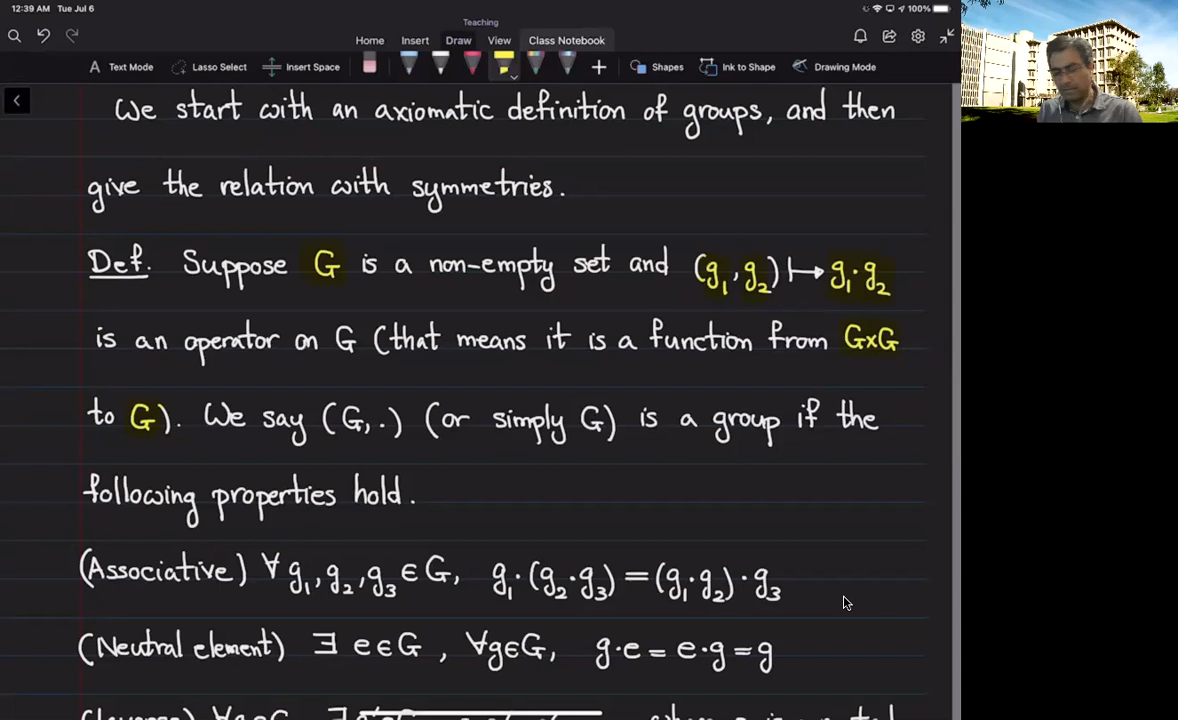 12:39 AM Tue Jul 6
100%
Teaching
Home Insert Draw View Class Notebook
Text Mode Lasso Select Insert Space Shapes Ink to Shape Drawing Mode
We start with an axiomatic definition of groups, and then
give the relation with symmetries.
Def. Suppose G is a non-empty set and (g₁, g₂) ↦ g₁·g₂
is an operator on G (that means it is a function from G×G
to G). We say (G,·) (or simply G) is a group if the
following properties hold.
(Associative) ∀ g₁, g₂, g₃ ∈ G, g₁·(g₂·g₃) = (g₁·g₂)·g₃
(Neutral element) ∃ e ∈ G, ∀g∈G, g·e = e·g = g